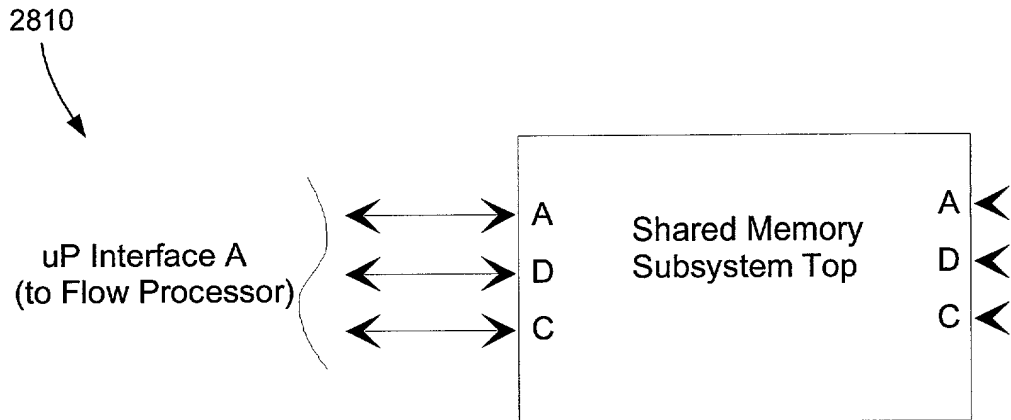 2810
uP Interface A
(to Flow Processor)
A
D
C
Shared Memory
Subsystem Top
A
D
C